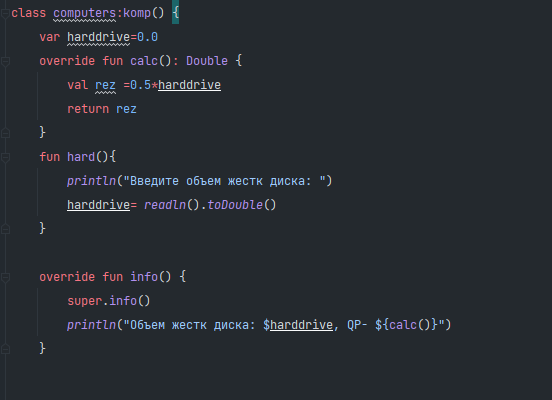 class computers:komp() {
var harddrive=0.0
override fun calc(): Double {
val rez =0.5*harddrive
return rez
}
fun hard(){
println("Введите объем жестк диска: ")
harddrive= readln().toDouble()
}
override fun info() {
super.info()
println("Объем жестк диска: $harddrive, QP- ${calc()}")
}